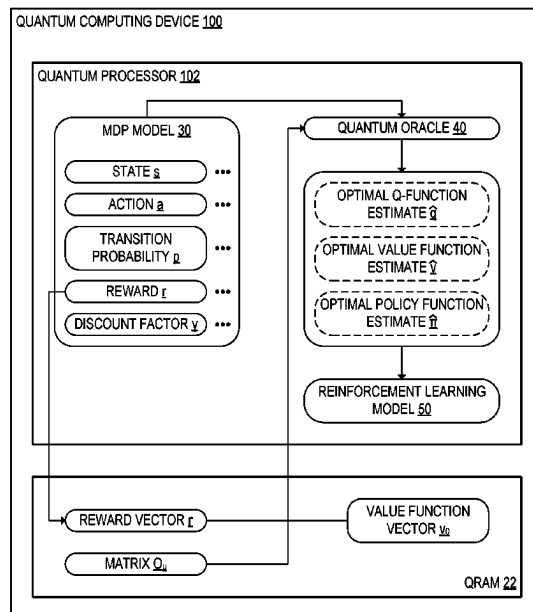 QUANTUM COMPUTING DEVICE 100
QUANTUM PROCESSOR 102
MDP MODEL 30
STATE s
ACTION a
TRANSITION
PROBABILITY p
REWARD r
DISCOUNT FACTOR γ
QUANTUM ORACLE 40
OPTIMAL Q-FUNCTION
ESTIMATE q̂
OPTIMAL VALUE FUNCTION
ESTIMATE v̂
OPTIMAL POLICY FUNCTION
ESTIMATE π̂
REINFORCEMENT LEARNING
MODEL 50
REWARD VECTOR r
MATRIX Oᵤ
VALUE FUNCTION
VECTOR v₀
QRAM 22